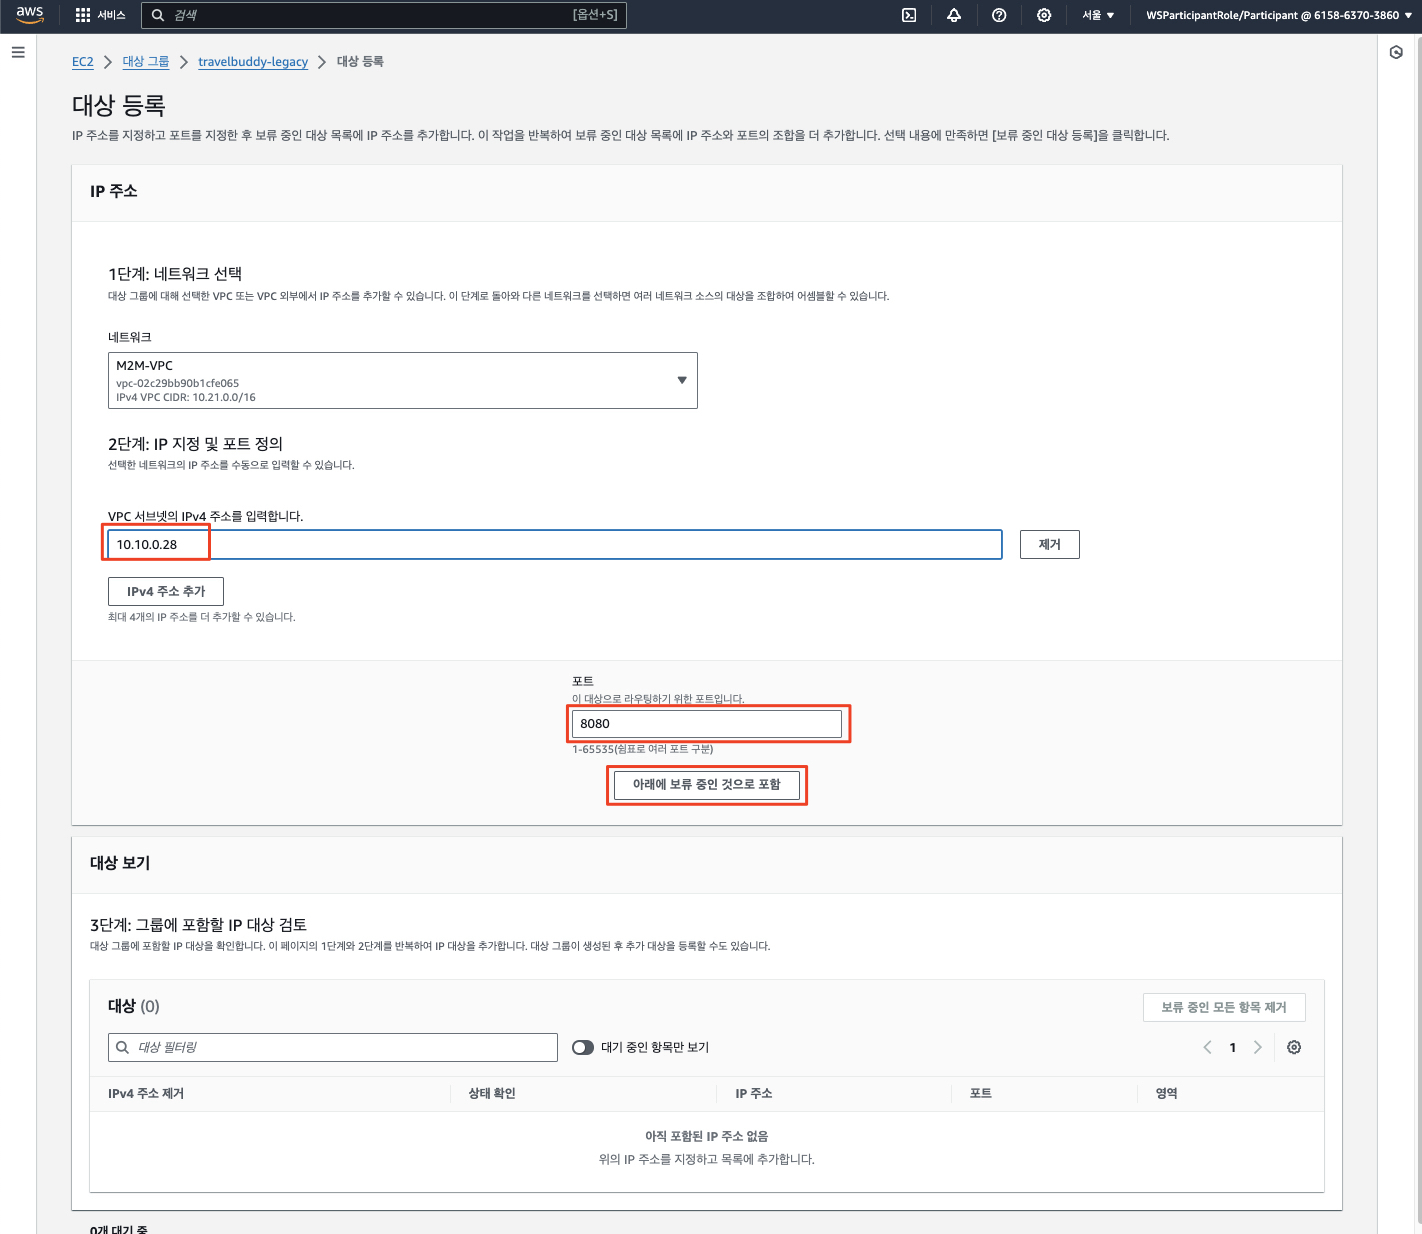 aws
서비스
검색
[옵션+S]
서울
WSParticipantRole/Participant @ 6158-6370-3860
EC2
대상 그룹
travelbuddy-legacy
대상 등록
대상 등록
IP 주소를 지정하고 포트를 지정한 후 보류 중인 대상 목록에 IP 주소를 추가합니다. 이 작업을 반복하여 보류 중인 대상 목록에 IP 주소와 포트의 조합을 더 추가합니다. 선택 내용에 만족하면 [보류 중인 대상 등록]을 클릭합니다.
IP 주소
1단계: 네트워크 선택
대상 그룹에 대해 선택한 VPC 또는 VPC 외부에서 IP 주소를 추가할 수 있습니다. 이 단계로 돌아와 다른 네트워크를 선택하면 여러 네트워크 소스의 대상을 조합하여 어셈블할 수 있습니다.
네트워크
M2M-VPC
vpc-02c29bb90b1cfe065
IPv4 VPC CIDR: 10.21.0.0/16
2단계: IP 지정 및 포트 정의
선택한 네트워크의 IP 주소를 수동으로 입력할 수 있습니다.
VPC 서브넷의 IPv4 주소를 입력합니다.
10.10.0.28
제거
IPv4 주소 추가
최대 4개의 IP 주소를 더 추가할 수 있습니다.
포트
이 대상으로 라우팅하기 위한 포트입니다.
8080
1-65535(쉼표로 여러 포트 구분)
아래에 보류 중인 것으로 포함
대상 보기
3단계: 그룹에 포함할 IP 대상 검토
대상 그룹에 포함할 IP 대상을 확인합니다. 이 페이지의 1단계와 2단계를 반복하여 IP 대상을 추가합니다. 대상 그룹이 생성된 후 추가 대상을 등록할 수도 있습니다.
대상 (0)
보류 중인 모든 항목 제거
대상 필터링
대기 중인 항목만 보기
1
IPv4 주소 제거
상태 확인
IP 주소
포트
영역
아직 포함된 IP 주소 없음
위의 IP 주소를 지정하고 목록에 추가합니다.
0개 대기 중